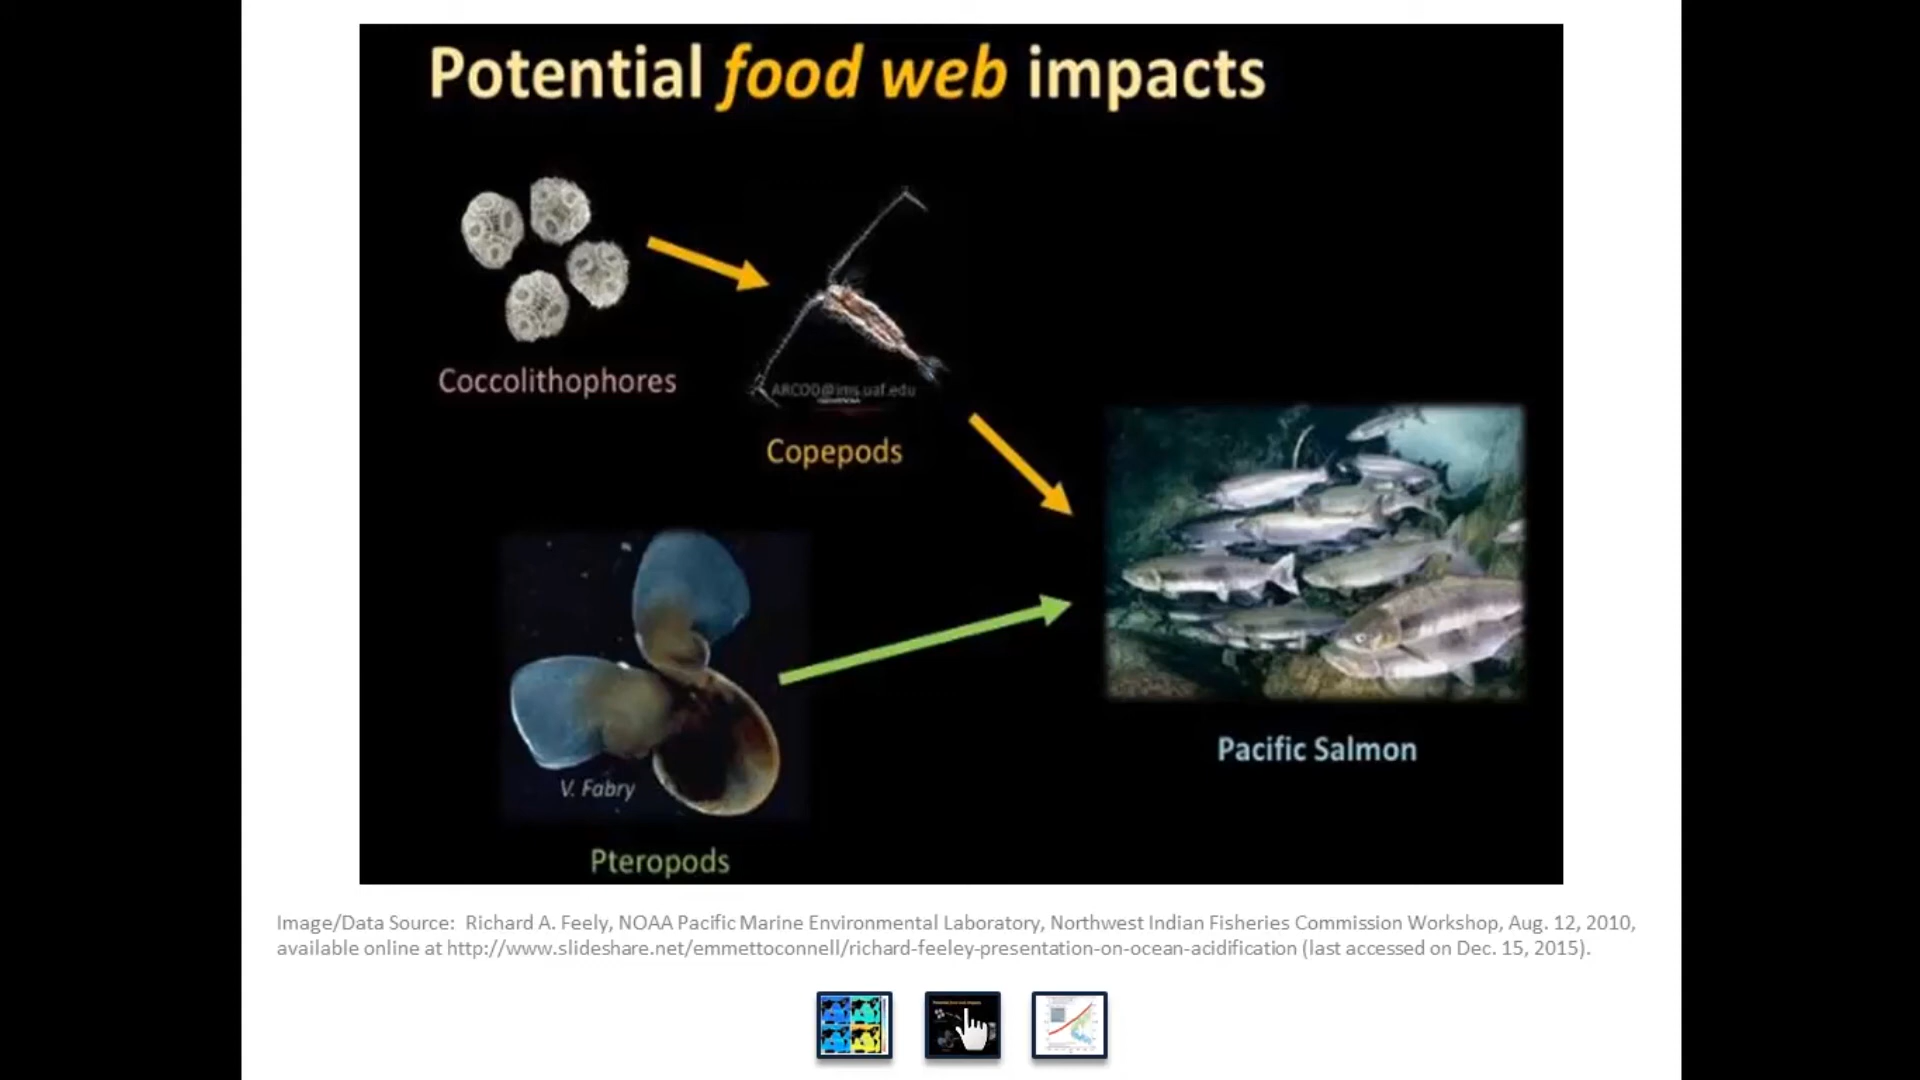 Potential food web impacts
Coccolithophores
ARCOD@ims.uaf.edu
Copepods
V. Fabry
Pteropods
Pacific Salmon
Image/Data Source:  Richard A. Feely, NOAA Pacific Marine Environmental Laboratory, Northwest Indian Fisheries Commission Workshop, Aug. 12, 2010,
available online at http://www.slideshare.net/emmettoconnell/richard-feeley-presentation-on-ocean-acidification (last accessed on Dec. 15, 2015).